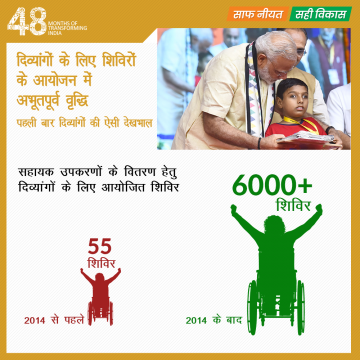 48 MONTHS OF
TRANSFORMING
INDIA
साफ नीयत सही विकास
दिव्यांगों के लिए शिविरों
के आयोजन में
अभूतपूर्व वृद्धि
पहली बार दिव्यांगों की ऐसी देखभाल
सहायक उपकरणों के वितरण हेतु
दिव्यांगों के लिए आयोजित शिविर
6000+
शिविर
55
शिविर
2014 से पहले
2014 के बाद